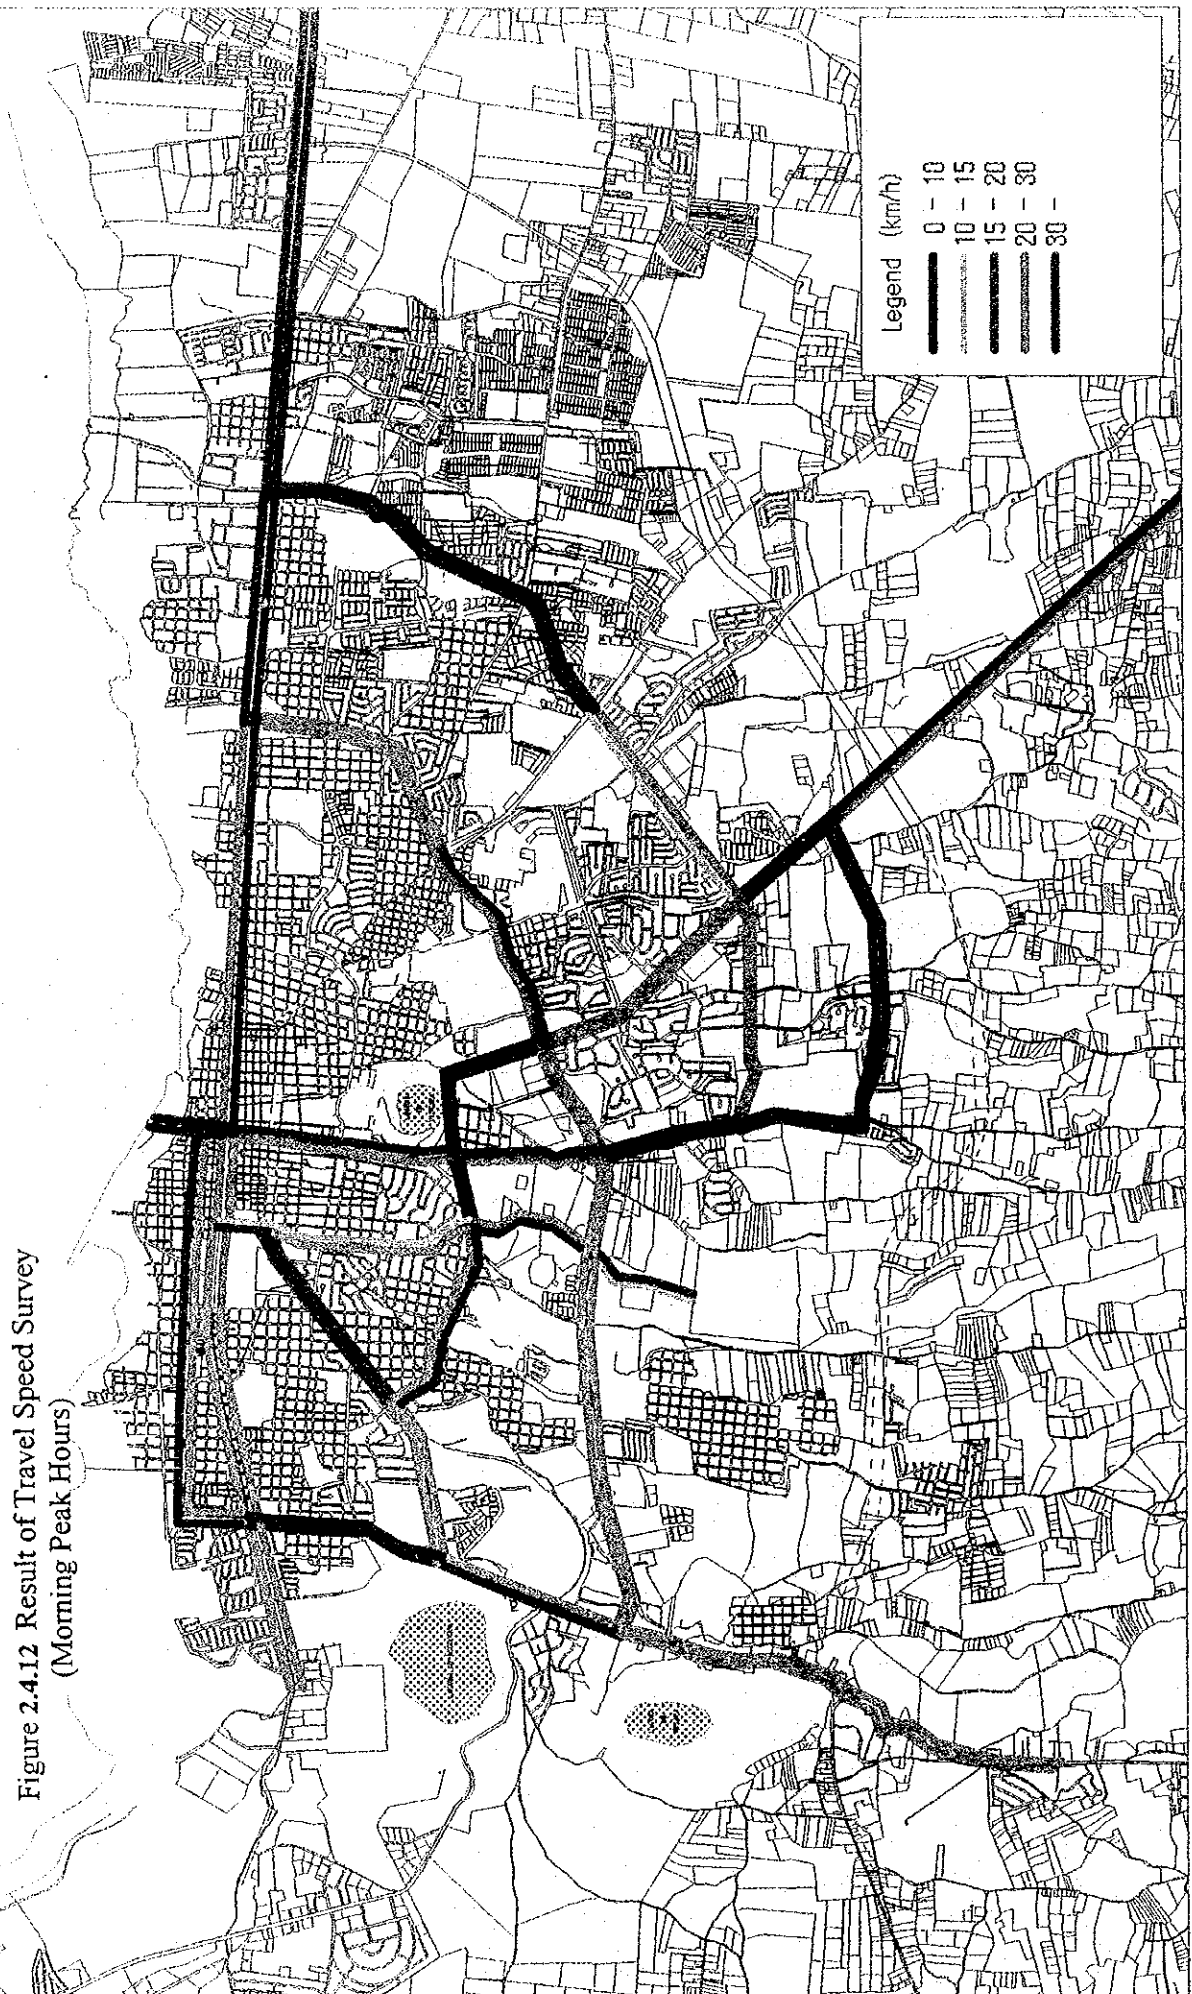 Figure 2.4.12 Result of Travel Speed Survey
(Morning Peak Hours)
Legend (km/h)
0 - 10
10 - 15
15 - 20
20 - 30
30 -